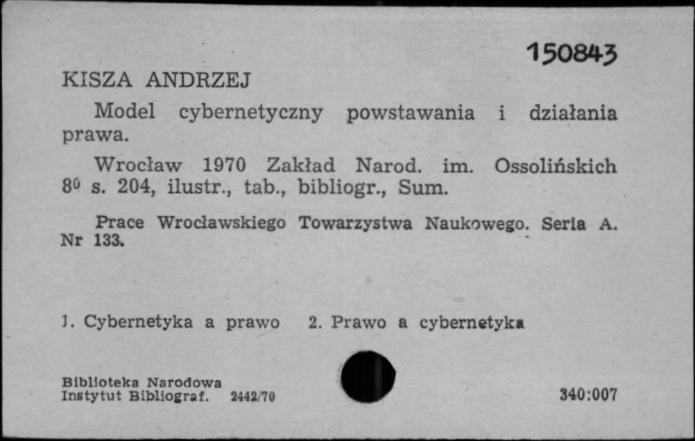 150843
KISZA ANDRZEJ
Model cybernetyczny powstawania i działania
prawa.
Wrocław 1970 Zakład Narod. im. Ossolińskich
8⁰ s. 204, ilustr., tab., bibliogr., Sum.
Prace Wrocławskiego Towarzystwa Naukowego. Seria A.
Nr 133.
1. Cybernetyka a prawo 2. Prawo a cybernetyka
Biblioteka Narodowa
Instytut Bibliograf. 2442/70
340:007